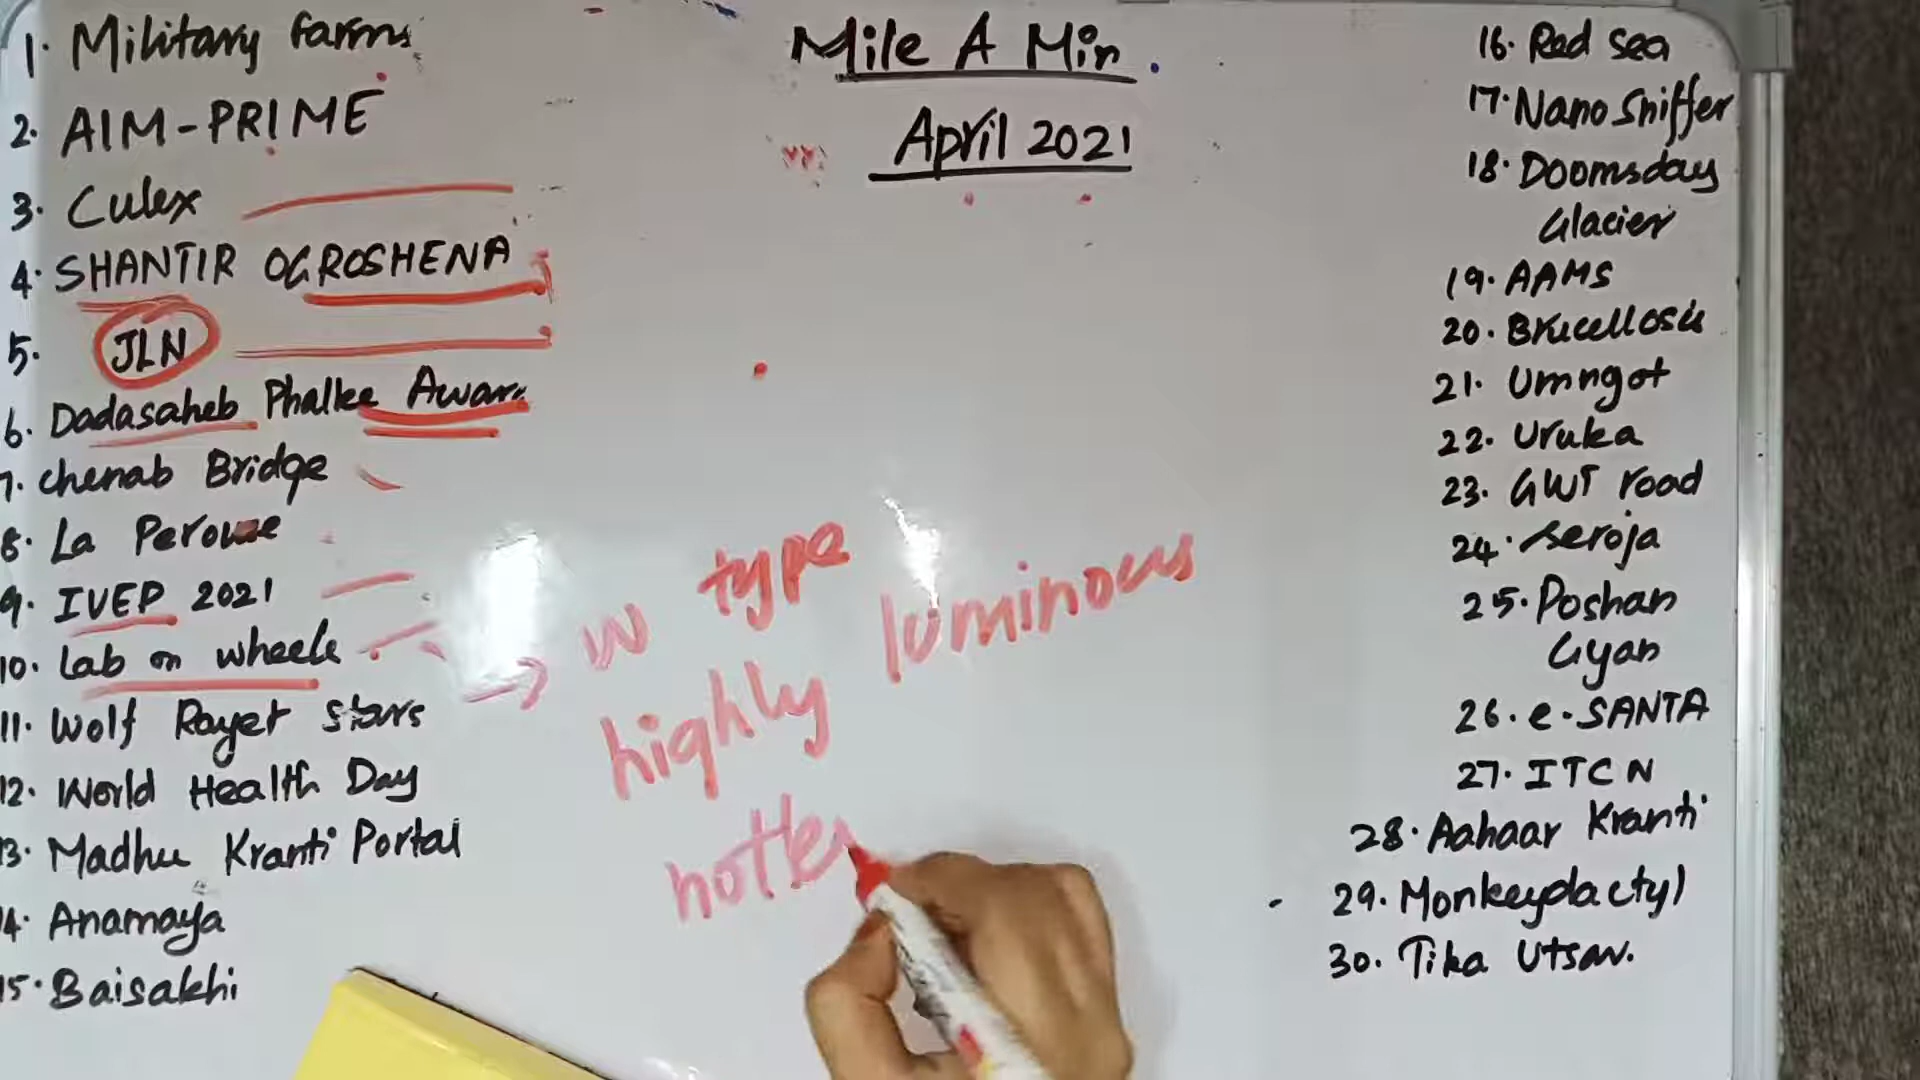 Mile A Min.
April 2021
1. Military farms
2. AIM-PRIME
3. Culex
4. SHANTIR OGROSHENA
5. JLN
6. Dadasaheb Phalke Awar
7. Chenab Bridge
8. La Perouse
9. IVEP 2021
10. Lab on wheels
11. Wolf Rayet Stars
12. World Health Day
13. Madhu Kranti Portal
14. Anamaya
15. Baisakhi
→ W type
highly luminous
hotter
16. Red Sea
17. Nano Sniffer
18. Doomsday
Glacier
19. AAMS
20. Brucellosis
21. Umngot
22. Uruka
23. GWT road
24. Seroja
25. Poshan
Gyan
26. e-SANTA
27. ITCN
28. Aahaar Kranti
29. Monkeydactyl
30. Tika Utsav.